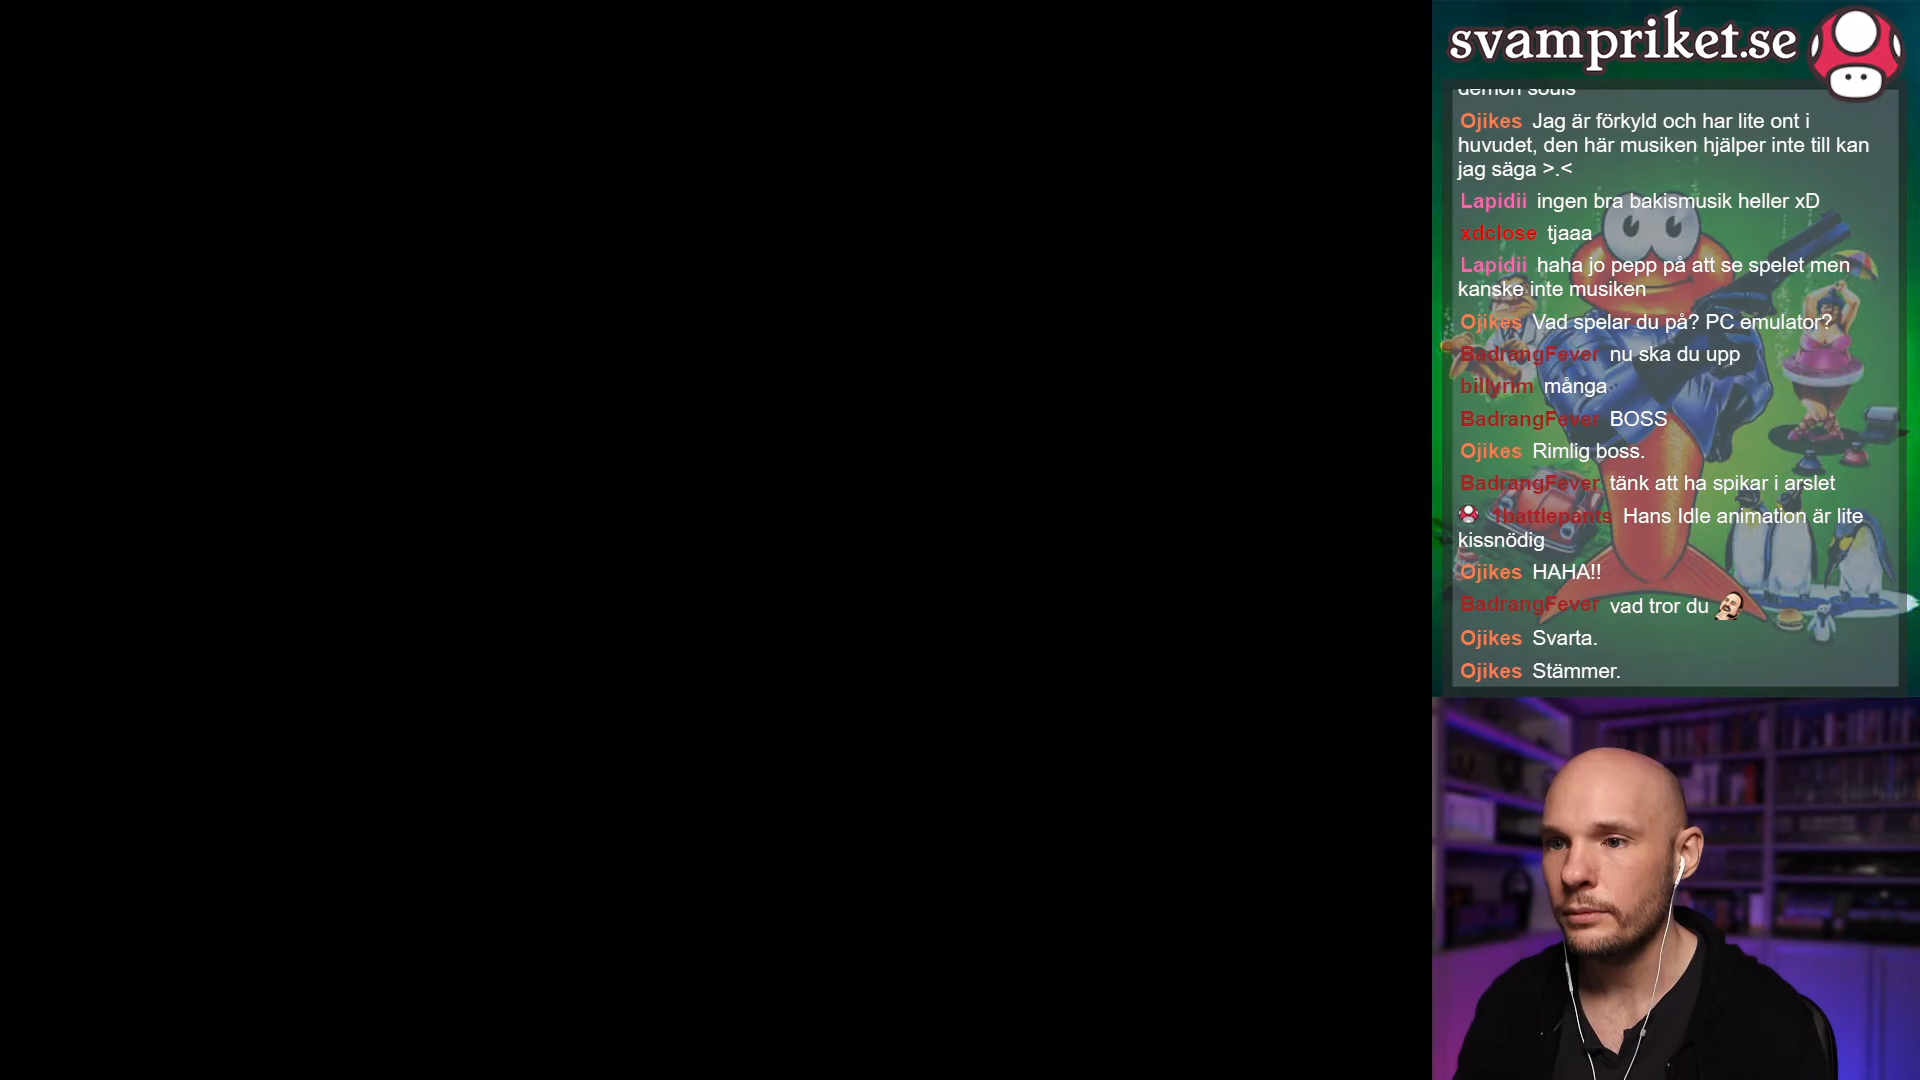 svampriket.se
demon souls
Ojikes Jag är förkyld och har lite ont i
huvudet, den här musiken hjälper inte till kan
jag säga >.<
Lapidii ingen bra bakismusik heller xD
xdclose tjaaa
Lapidii haha jo pepp på att se spelet men
kanske inte musiken
Ojikes Vad spelar du på? PC emulator?
BadrangFever nu ska du upp
billyrim många
BadrangFever BOSS
Ojikes Rimlig boss.
BadrangFever tänk att ha spikar i arslet
1battlepants Hans Idle animation är lite
kissnödig
Ojikes HAHA!!
BadrangFever vad tror du
Ojikes Svarta.
Ojikes Stämmer.